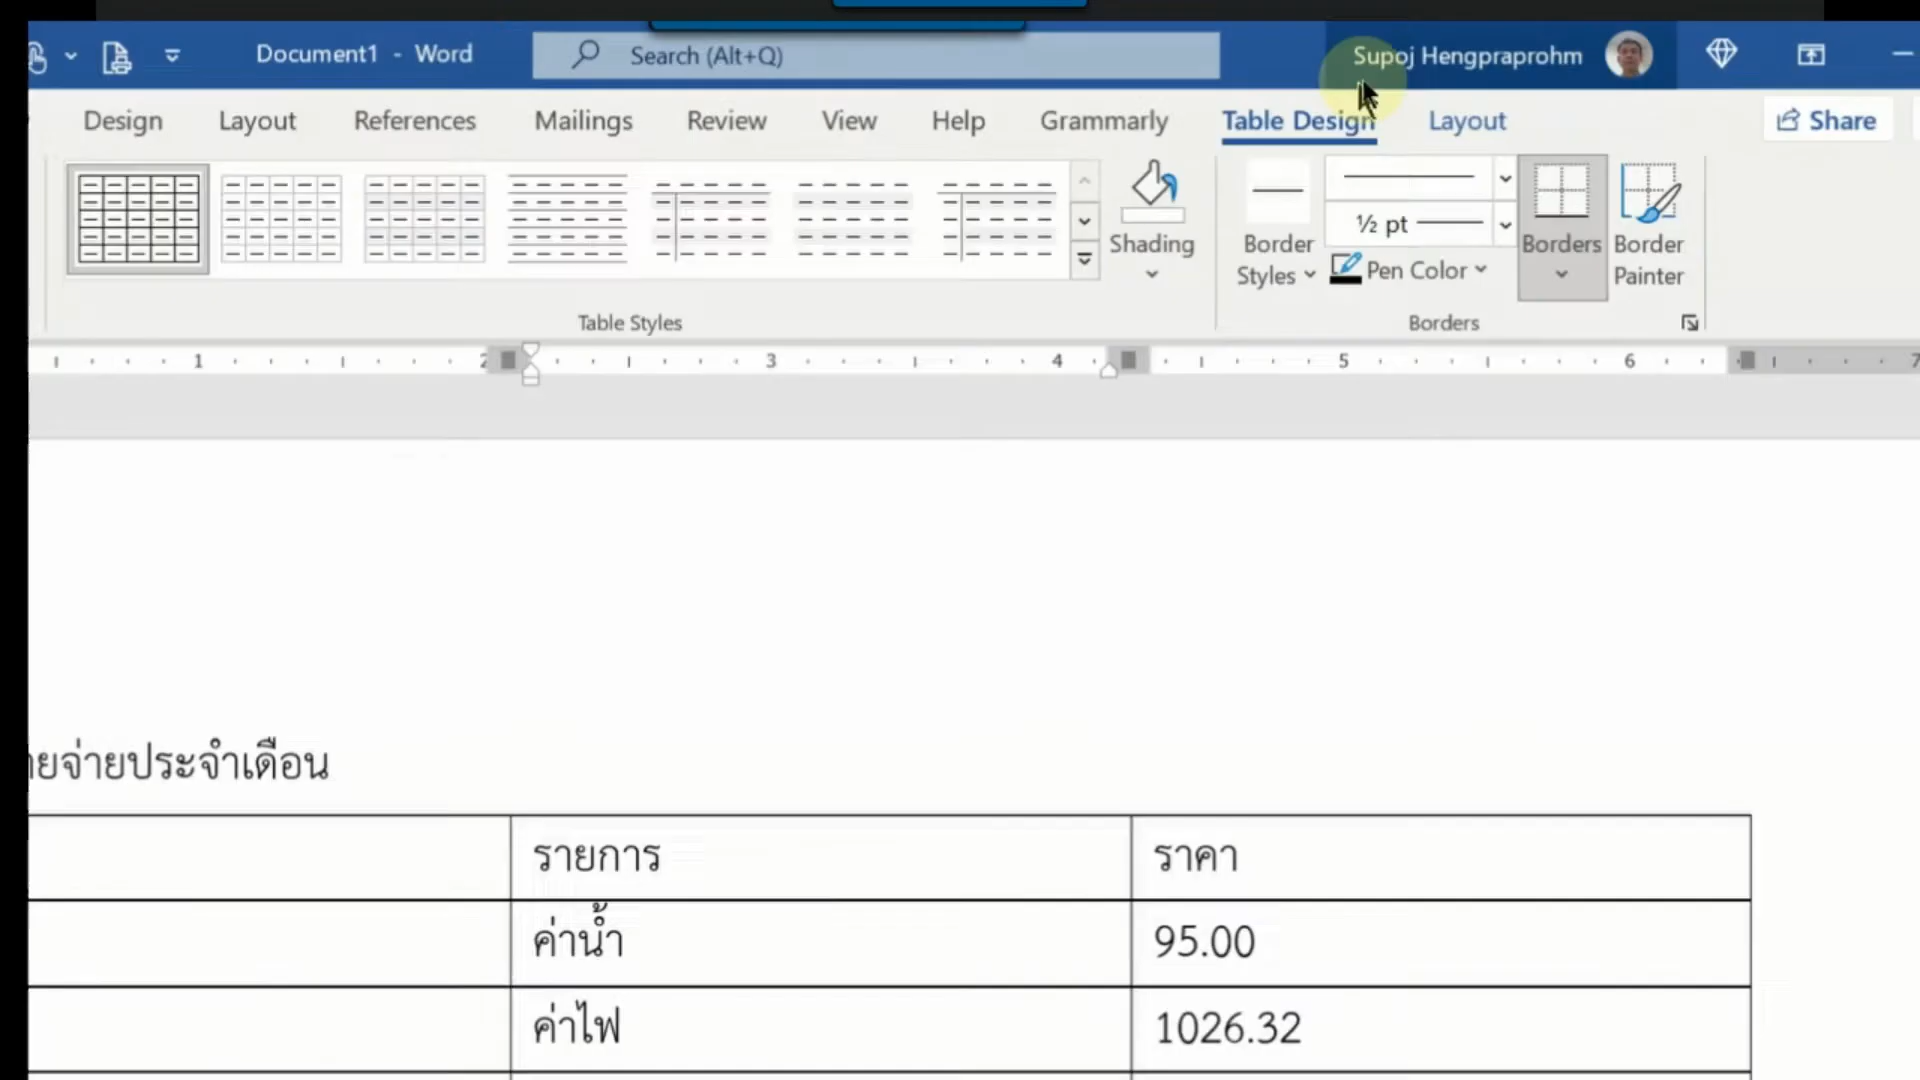 Document1 - Word
Search (Alt+Q)
Supoj Hengpraprohm
Design
Layout
References
Mailings
Review
View
Help
Grammarly
Table Design
Layout
Share
Shading
Border
Styles
½ pt
Pen Color
Borders
Border
Painter
Table Styles
Borders
1 2 3 4 5 6 7
ายจ่ายประจำเดือน
รายการ ราคา
ค่าน้ำ 95.00
ค่าไฟ 1026.32